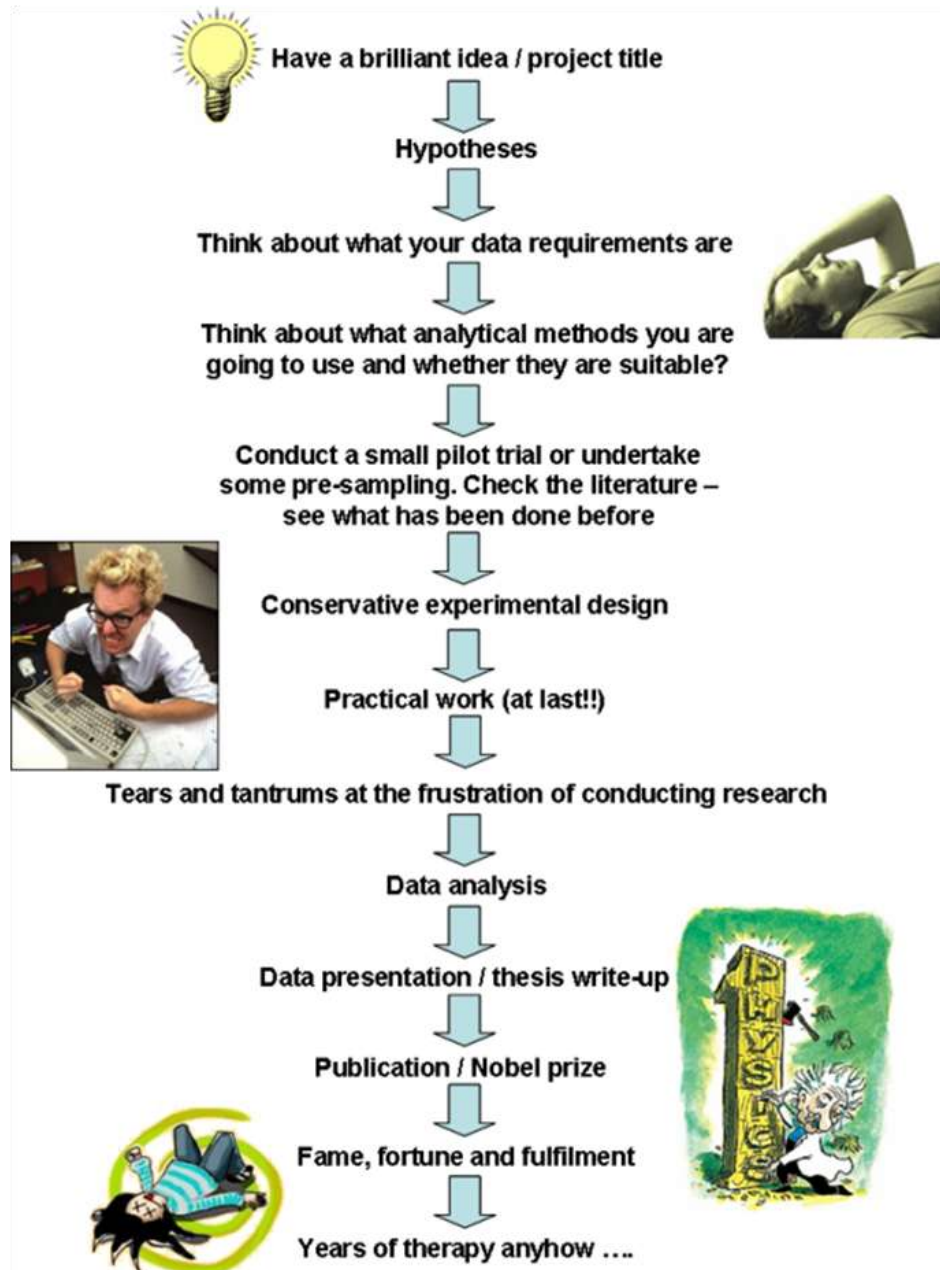 Have a brilliant idea / project title
Hypotheses
Think about what your data requirements are
Think about what analytical methods you are
going to use and whether they are suitable?
Conduct a small pilot trial or undertake
some pre-sampling. Check the literature –
see what has been done before
Conservative experimental design
Practical work (at last!!)
Tears and tantrums at the frustration of conducting research
Data analysis
Data presentation / thesis write-up
PHYSICS
Publication / Nobel prize
Fame, fortune and fulfilment
Years of therapy anyhow ....